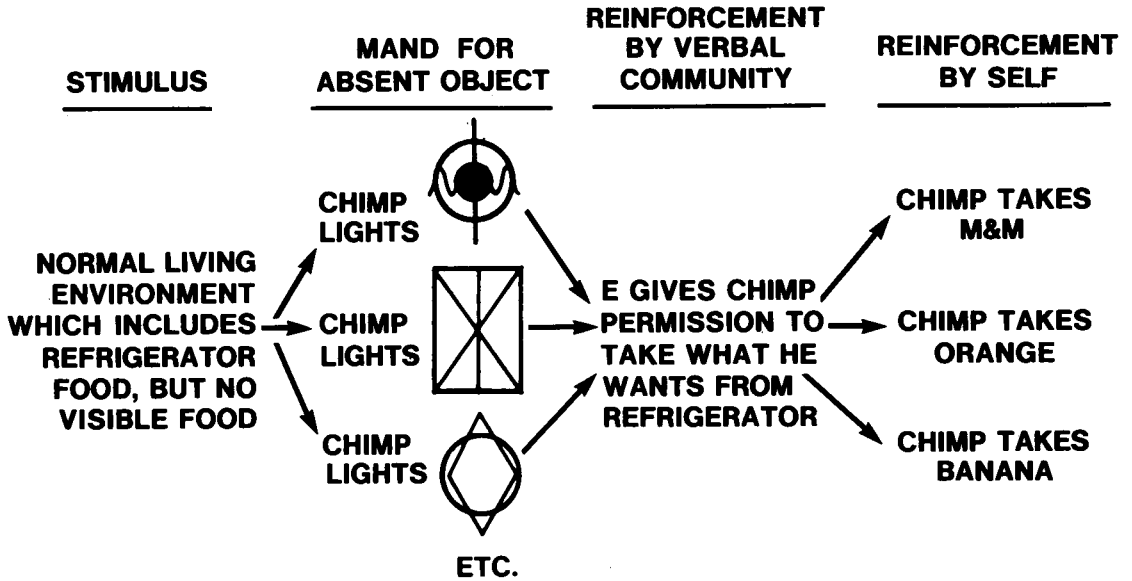 STIMULUS
MAND FOR
ABSENT OBJECT
REINFORCEMENT
BY VERBAL
COMMUNITY
REINFORCEMENT
BY SELF
NORMAL LIVING
ENVIRONMENT
WHICH INCLUDES
REFRIGERATOR
FOOD, BUT NO
VISIBLE FOOD
CHIMP
LIGHTS
CHIMP
LIGHTS
CHIMP
LIGHTS
ETC.
E GIVES CHIMP
PERMISSION TO
TAKE WHAT HE
WANTS FROM
REFRIGERATOR
CHIMP TAKES
M&M
CHIMP TAKES
ORANGE
CHIMP TAKES
BANANA